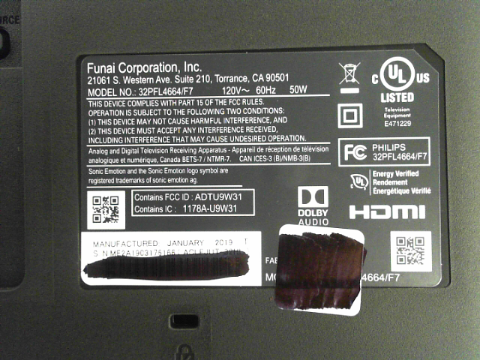 Funai Corporation, Inc.
21061 S. Western Ave. Suite 210, Torrance, CA 90501
MODEL NO.: 32PFL4664/F7 120V～ 60Hz 50W
THIS DEVICE COMPLIES WITH PART 15 OF THE FCC RULES.
OPERATION IS SUBJECT TO THE FOLLOWING TWO CONDITIONS:
(1) THIS DEVICE MAY NOT CAUSE HARMFUL INTERFERENCE, AND
(2) THIS DEVICE MUST ACCEPT ANY INTERFERENCE RECEIVED,
INCLUDING INTERFERENCE THAT MAY CAUSE UNDESIRED OPERATION.
Analog and Digital Television Receiving Apparatus - Appareil de réception de télévision
analogique et numérique, Canada BETS-7 / NTMR-7. CAN ICES-3 (B)/NMB-3(B)
Sonic Emotion and the Sonic Emotion logo symbol are
registered trademarks of sonic emotion ag
Contains FCC ID : ADTU9W31
Contains IC : 1178A-U9W31
C UL US
LISTED
Television Equipment
E471229
FC PHILIPS
32PFL4664/F7
UL Energy Verified
Rendement
Énergétique Vérifié
DOLBY
AUDIO
HDMI
MANUFACTURED JANUARY 2019
4664/F7